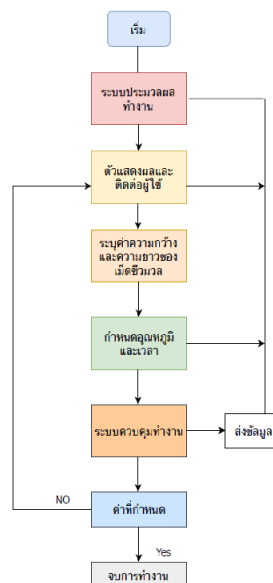 เริ่ม
ระบบประมวลผล
ทำงาน
ตัวแสดงผลและ
ติดต่อผู้ใช้
ระบุค่าความกว้าง
และความยาวของ
เม็ดชีวมวล
กำหนดอุณหภูมิ
และเวลา
ระบบควบคุมทำงาน
ส่งข้อมูล
NO
ค่าที่กำหนด
Yes
จบการทำงาน